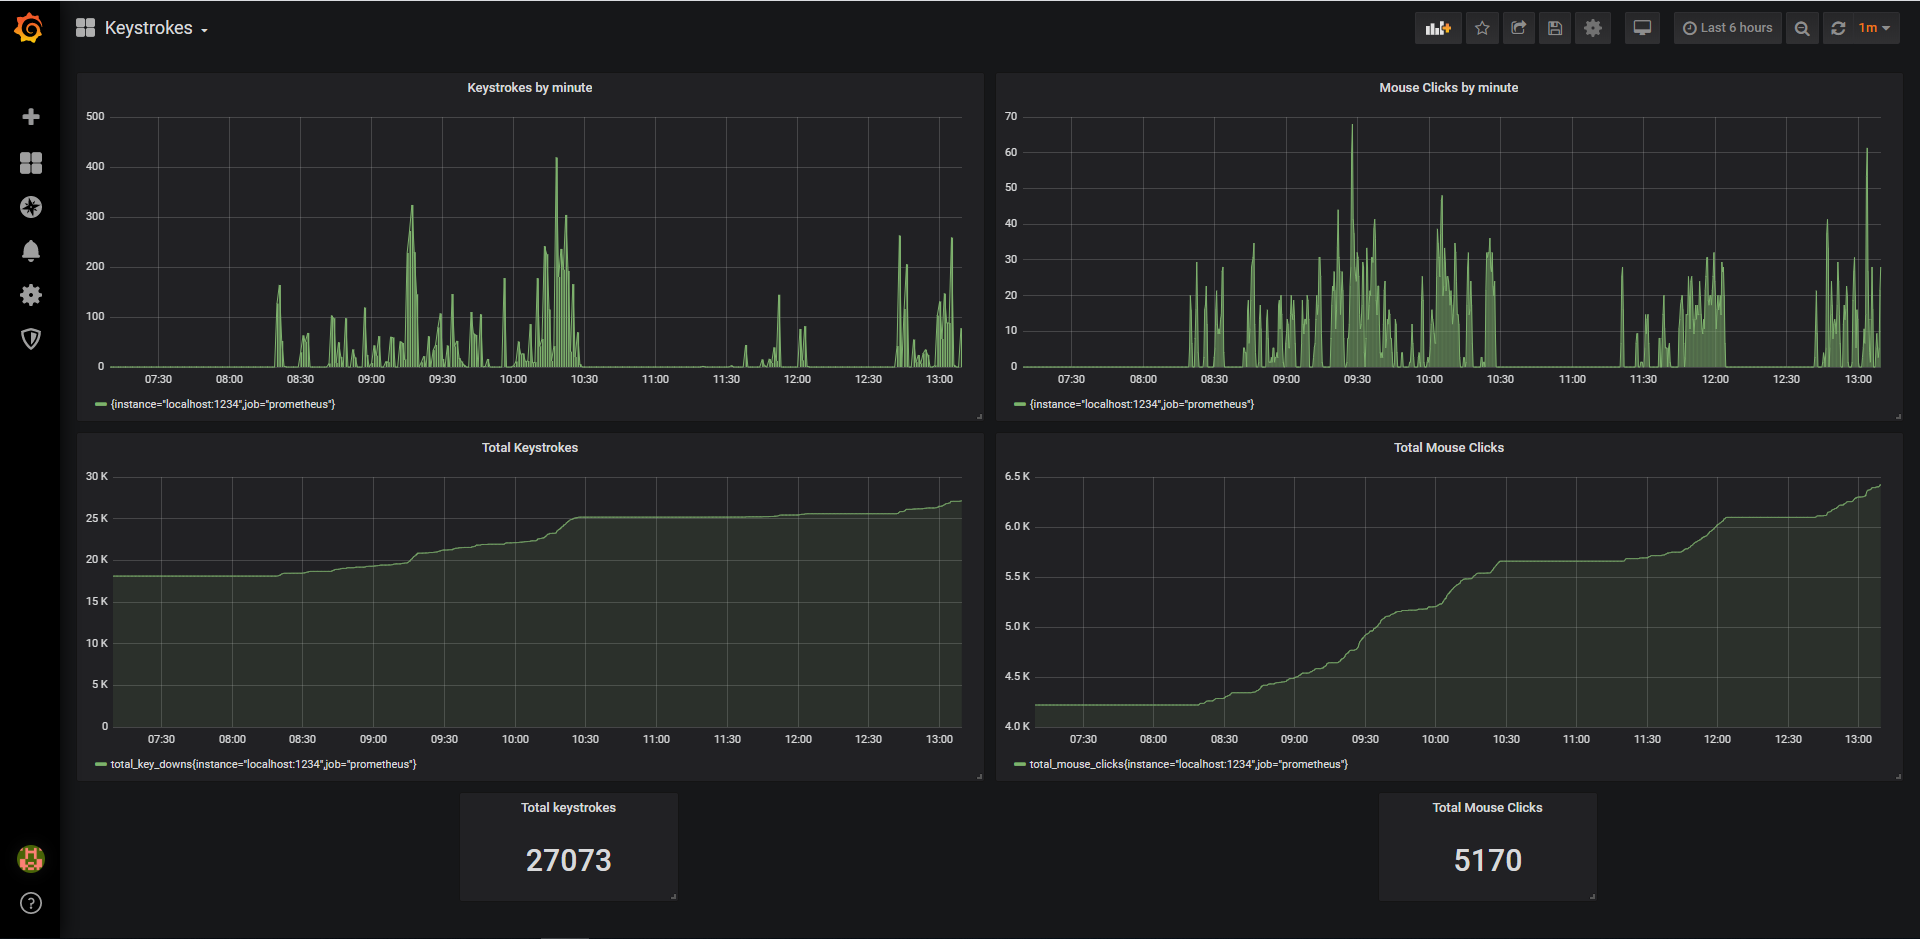 Keystrokes
Last 6 hours
1m
Keystrokes by minute
500
400
300
200
100
0
07:30 08:00 08:30 09:00 09:30 10:00 10:30 11:00 11:30 12:00 12:30 13:00
{instance="localhost:1234",job="prometheus"}
Mouse Clicks by minute
70
60
50
40
30
20
10
0
07:30 08:00 08:30 09:00 09:30 10:00 10:30 11:00 11:30 12:00 12:30 13:00
{instance="localhost:1234",job="prometheus"}
Total Keystrokes
30 K
25 K
20 K
15 K
10 K
5 K
0
07:30 08:00 08:30 09:00 09:30 10:00 10:30 11:00 11:30 12:00 12:30 13:00
total_key_downs{instance="localhost:1234",job="prometheus"}
Total Mouse Clicks
6.5 K
6.0 K
5.5 K
5.0 K
4.5 K
4.0 K
07:30 08:00 08:30 09:00 09:30 10:00 10:30 11:00 11:30 12:00 12:30 13:00
total_mouse_clicks{instance="localhost:1234",job="prometheus"}
Total keystrokes
27073
Total Mouse Clicks
5170